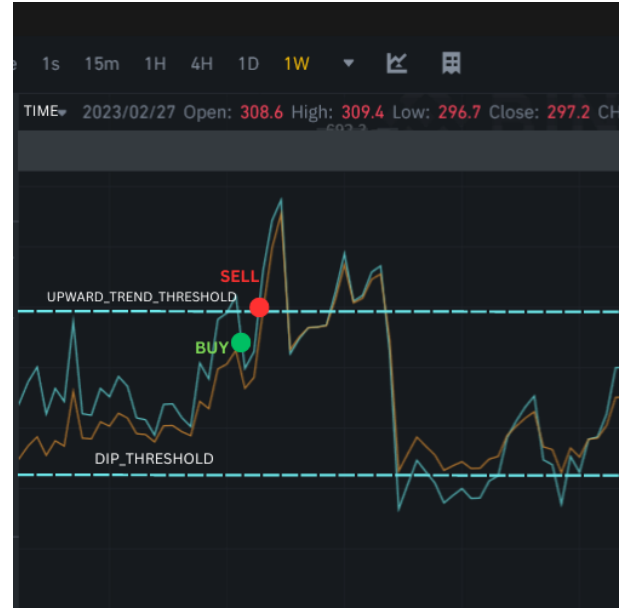 1s 15m 1H 4H 1D 1W
TIME 2023/02/27 Open: 308.6 High: 309.4 Low: 296.7 Close: 297.2 CH
SELL
UPWARD_TREND_THRESHOLD
BUY
DIP_THRESHOLD